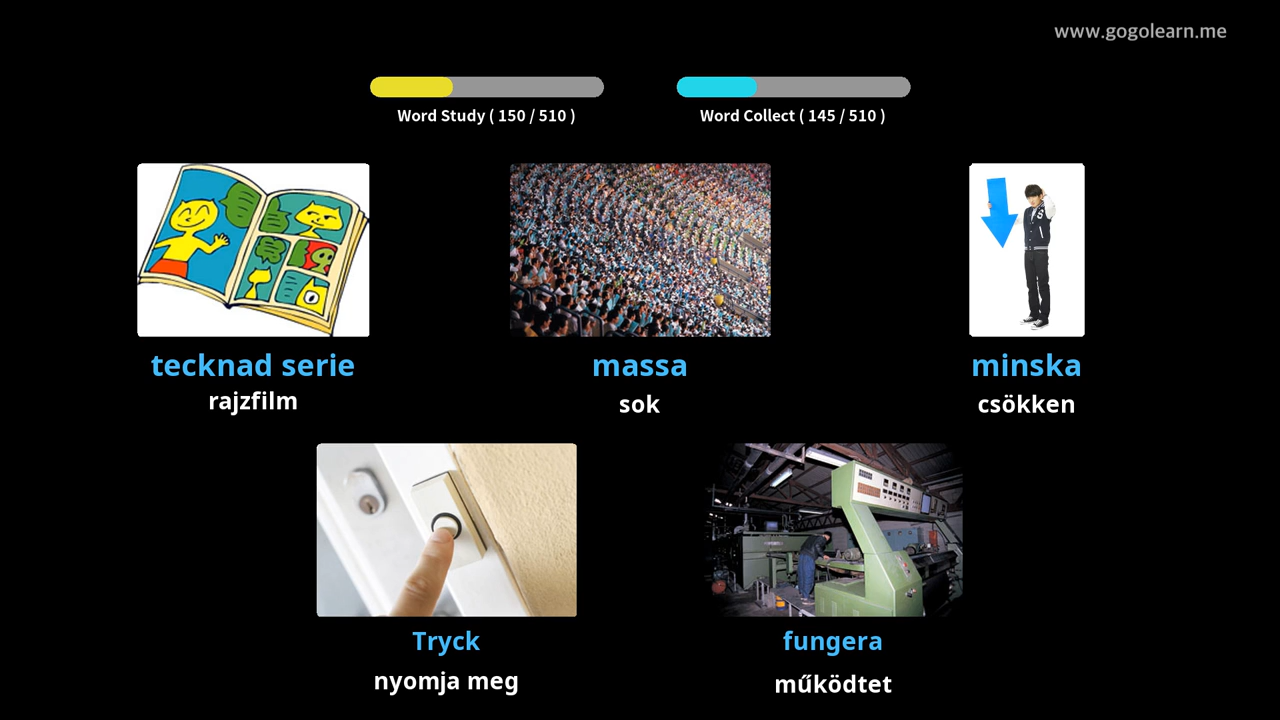 www.gogolearn.me
Word Study ( 150 / 510 )
Word Collect ( 145 / 510 )
tecknad serie
rajzfilm
massa
sok
minska
csökken
Tryck
nyomja meg
fungera
működtet